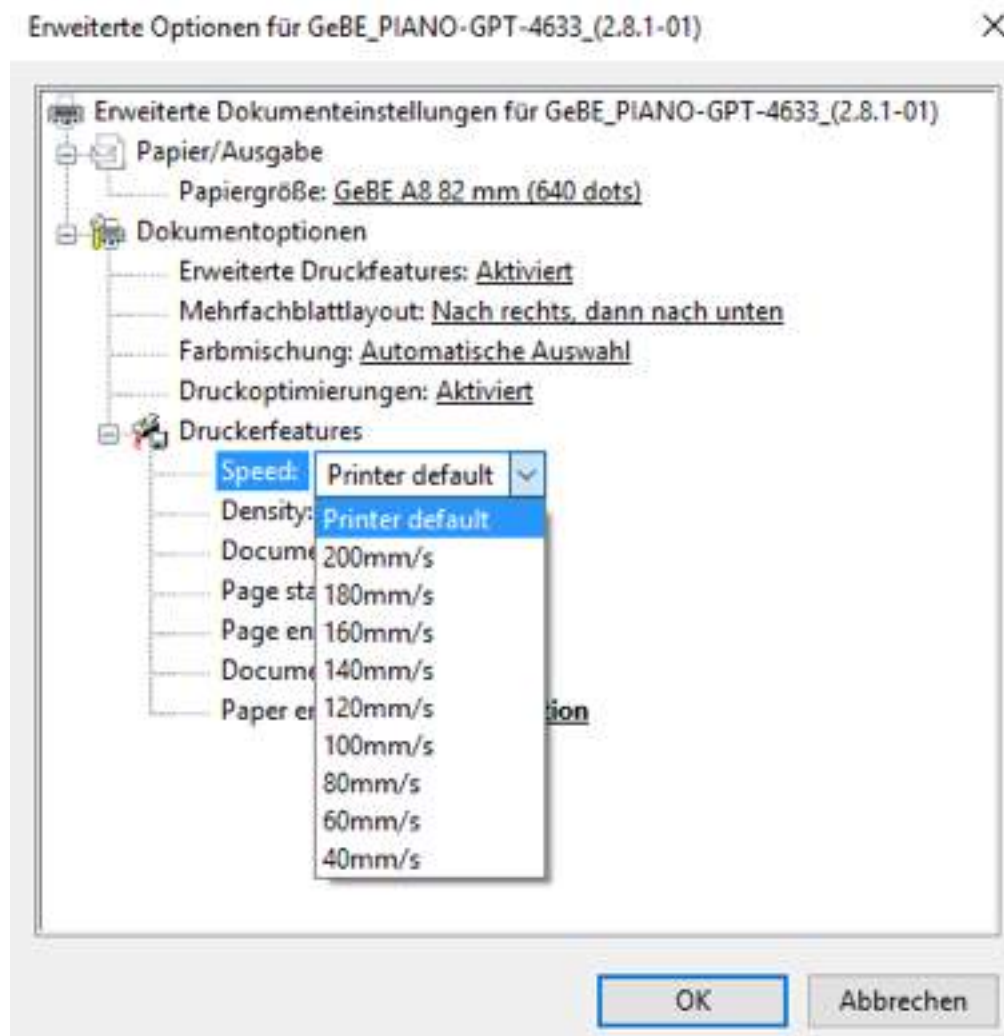 Erweiterte Optionen für GeBE_PIANO-GPT-4633_(2.8.1-01)
Erweiterte Dokumenteinstellungen für GeBE_PIANO-GPT-4633_(2.8.1-01)
Papier/Ausgabe
Papiergröße: GeBE A8 82 mm (640 dots)
Dokumentoptionen
Erweiterte Druckfeatures: Aktiviert
Mehrfachblattlayout: Nach rechts, dann nach unten
Farbmischung: Automatische Auswahl
Druckoptimierungen: Aktiviert
Druckerfeatures
Speed: Printer default
Density: Printer default
Docume 200mm/s
Page sta 180mm/s
Page en 160mm/s
Docume 140mm/s
Paper er 120mm/s tion
100mm/s
80mm/s
60mm/s
40mm/s
OK Abbrechen